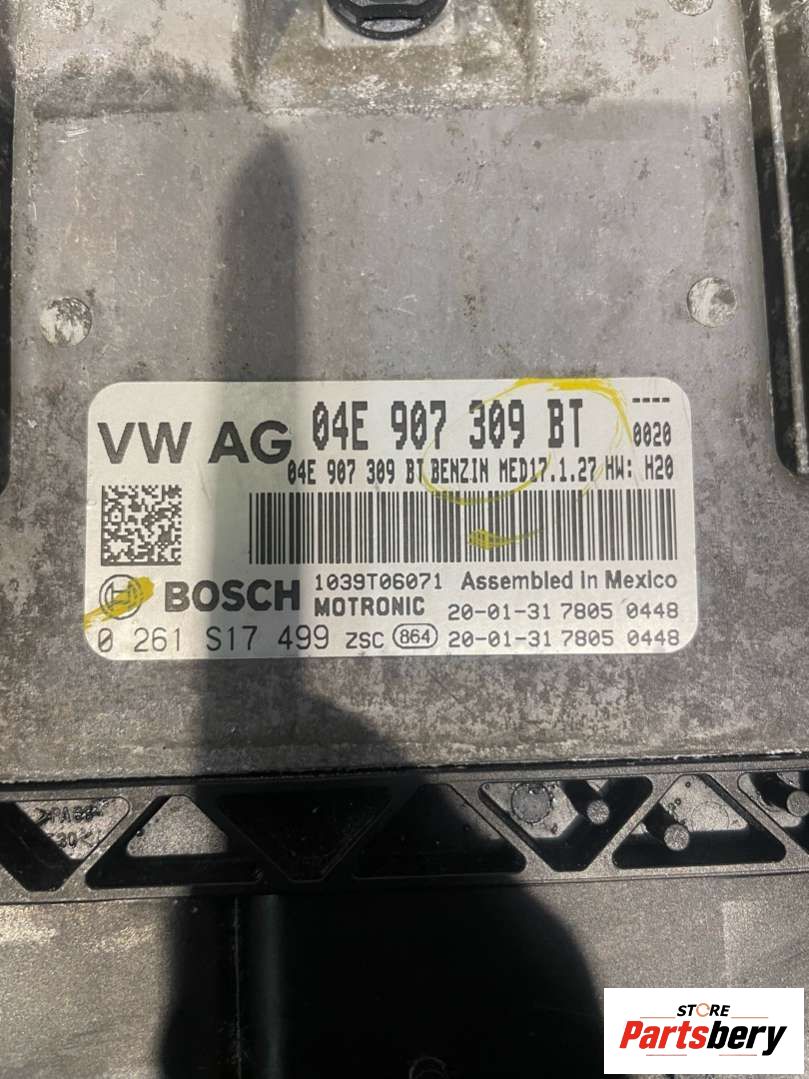 VW AG 04E 907 309 BT ----
0020
04E 907 309 BT BENZIN MED17.1.27 HW: H20
BOSCH 1039T06071 Assembled in Mexico
MOTRONIC 20-01-31 7805 0448
0 261 S17 499 ZSC 864 20-01-31 7805 0448
STORE
Partsbery